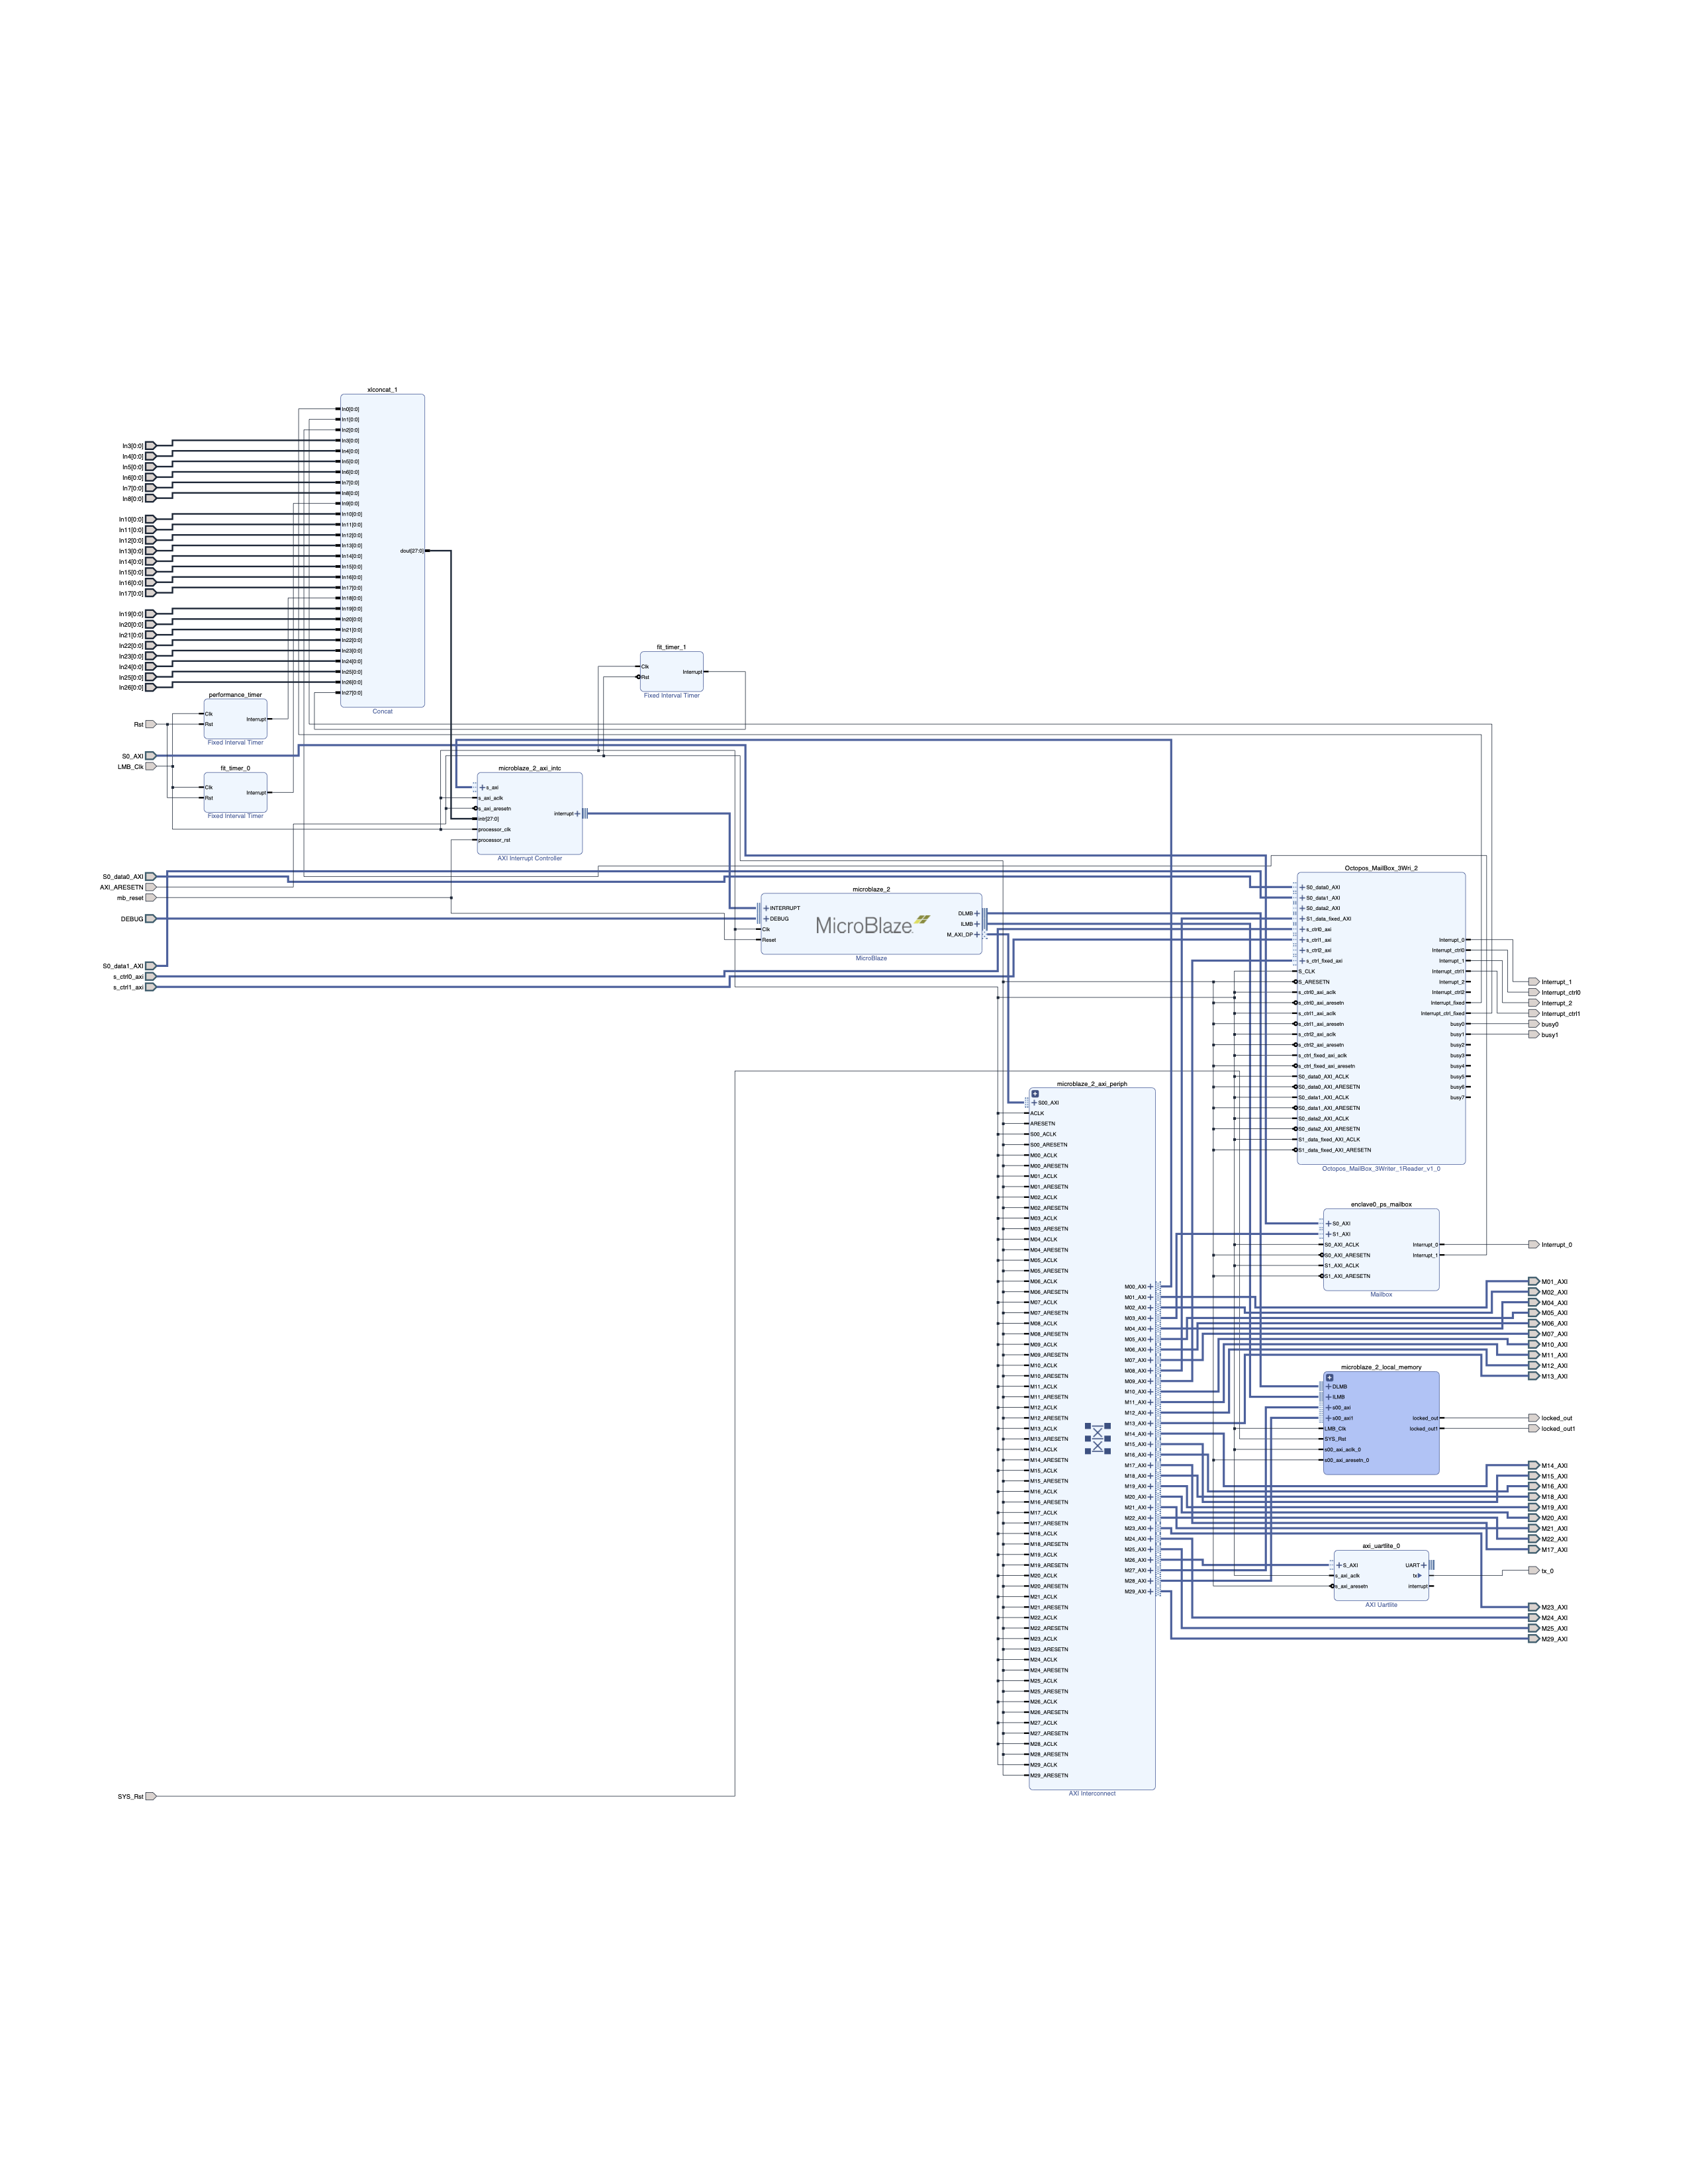 xlconcat_1
In0[0:0]
In1[0:0]
In2[0:0]
In3[0:0]
In4[0:0]
In5[0:0]
In6[0:0]
In7[0:0]
In8[0:0]
In9[0:0]
In10[0:0]
In11[0:0]
In12[0:0]
In13[0:0]
In14[0:0]
In15[0:0]
In16[0:0]
In17[0:0]
In18[0:0]
In19[0:0]
In20[0:0]
In21[0:0]
In22[0:0]
In23[0:0]
In24[0:0]
In25[0:0]
In26[0:0]
In27[0:0]
dout[27:0]
Concat
In3[0:0]
In4[0:0]
In5[0:0]
In6[0:0]
In7[0:0]
In8[0:0]
In10[0:0]
In11[0:0]
In12[0:0]
In13[0:0]
In14[0:0]
In15[0:0]
In16[0:0]
In17[0:0]
In19[0:0]
In20[0:0]
In21[0:0]
In22[0:0]
In23[0:0]
In24[0:0]
In25[0:0]
In26[0:0]
Rst
S0_AXI
LMB_Clk
S0_data0_AXI
AXI_ARESETN
mb_reset
DEBUG
S0_data1_AXI
s_ctrl0_axi
s_ctrl1_axi
SYS_Rst
performance_timer
Clk
Rst
Interrupt
Fixed Interval Timer
fit_timer_0
Clk
Rst
Interrupt
Fixed Interval Timer
fit_timer_1
Clk
Rst
Interrupt
Fixed Interval Timer
microblaze_2_axi_intc
s_axi
s_axi_aclk
s_axi_aresetn
intr[27:0]
processor_clk
processor_rst
interrupt
AXI Interrupt Controller
microblaze_2
INTERRUPT
DEBUG
Clk
Reset
MicroBlaze
DLMB
ILMB
M_AXI_DP
MicroBlaze
microblaze_2_axi_periph
S00_AXI
ACLK
ARESETN
S00_ACLK
S00_ARESETN
M00_ACLK
M00_ARESETN
M01_ACLK
M01_ARESETN
M02_ACLK
M02_ARESETN
M03_ACLK
M03_ARESETN
M04_ACLK
M04_ARESETN
M05_ACLK
M05_ARESETN
M06_ACLK
M06_ARESETN
M07_ACLK
M07_ARESETN
M08_ACLK
M08_ARESETN
M09_ACLK
M09_ARESETN
M10_ACLK
M10_ARESETN
M11_ACLK
M11_ARESETN
M12_ACLK
M12_ARESETN
M13_ACLK
M13_ARESETN
M14_ACLK
M14_ARESETN
M15_ACLK
M15_ARESETN
M16_ACLK
M16_ARESETN
M17_ACLK
M17_ARESETN
M18_ACLK
M18_ARESETN
M19_ACLK
M19_ARESETN
M20_ACLK
M20_ARESETN
M21_ACLK
M21_ARESETN
M22_ACLK
M22_ARESETN
M23_ACLK
M23_ARESETN
M24_ACLK
M24_ARESETN
M25_ACLK
M25_ARESETN
M26_ACLK
M26_ARESETN
M27_ACLK
M27_ARESETN
M28_ACLK
M28_ARESETN
M29_ACLK
M29_ARESETN
M00_AXI
M01_AXI
M02_AXI
M03_AXI
M04_AXI
M05_AXI
M06_AXI
M07_AXI
M08_AXI
M09_AXI
M10_AXI
M11_AXI
M12_AXI
M13_AXI
M14_AXI
M15_AXI
M16_AXI
M17_AXI
M18_AXI
M19_AXI
M20_AXI
M21_AXI
M22_AXI
M23_AXI
M24_AXI
M25_AXI
M26_AXI
M27_AXI
M28_AXI
M29_AXI
AXI Interconnect
Octopos_MailBox_3Wri_2
S0_data0_AXI
S0_data1_AXI
S0_data2_AXI
S1_data_fixed_AXI
s_ctrl0_axi
s_ctrl1_axi
s_ctrl2_axi
s_ctrl_fixed_axi
S_CLK
S_ARESETN
s_ctrl0_axi_aclk
s_ctrl0_axi_aresetn
s_ctrl1_axi_aclk
s_ctrl1_axi_aresetn
s_ctrl2_axi_aclk
s_ctrl2_axi_aresetn
s_ctrl_fixed_axi_aclk
s_ctrl_fixed_axi_aresetn
S0_data0_AXI_ACLK
S0_data0_AXI_ARESETN
S0_data1_AXI_ACLK
S0_data1_AXI_ARESETN
S0_data2_AXI_ACLK
S0_data2_AXI_ARESETN
S1_data_fixed_AXI_ACLK
S1_data_fixed_AXI_ARESETN
Interrupt_0
Interrupt_ctrl0
Interrupt_1
Interrupt_ctrl1
Interrupt_2
Interrupt_ctrl2
Interrupt_fixed
Interrupt_ctrl_fixed
busy0
busy1
busy2
busy3
busy4
busy5
busy6
busy7
Octopos_MailBox_3Writer_1Reader_v1_0
enclave0_ps_mailbox
S0_AXI
S1_AXI
S0_AXI_ACLK
S0_AXI_ARESETN
S1_AXI_ACLK
S1_AXI_ARESETN
Interrupt_0
Interrupt_1
Mailbox
microblaze_2_local_memory
DLMB
ILMB
s00_axi
s00_axi1
LMB_Clk
SYS_Rst
s00_axi_aclk_0
s00_axi_aresetn_0
locked_out
locked_out1
axi_uartlite_0
S_AXI
s_axi_aclk
s_axi_aresetn
UART
tx
interrupt
AXI Uartlite
Interrupt_1
Interrupt_ctrl0
Interrupt_2
Interrupt_ctrl1
busy0
busy1
Interrupt_0
M01_AXI
M02_AXI
M04_AXI
M05_AXI
M06_AXI
M07_AXI
M10_AXI
M11_AXI
M12_AXI
M13_AXI
locked_out
locked_out1
M14_AXI
M15_AXI
M16_AXI
M18_AXI
M19_AXI
M20_AXI
M21_AXI
M22_AXI
M17_AXI
tx_0
M23_AXI
M24_AXI
M25_AXI
M29_AXI